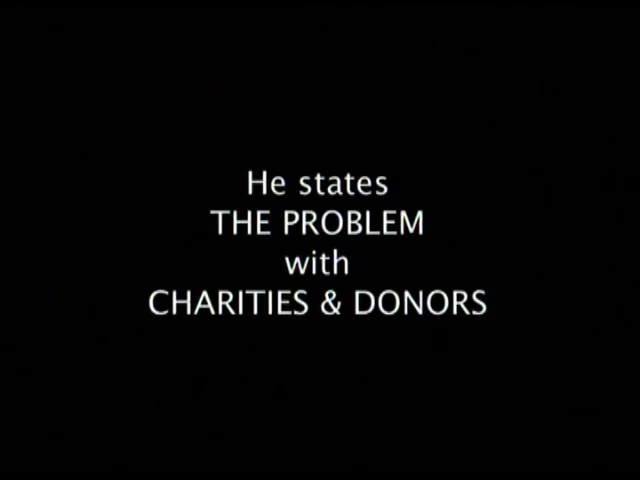 He states
THE PROBLEM
with
CHARITIES & DONORS